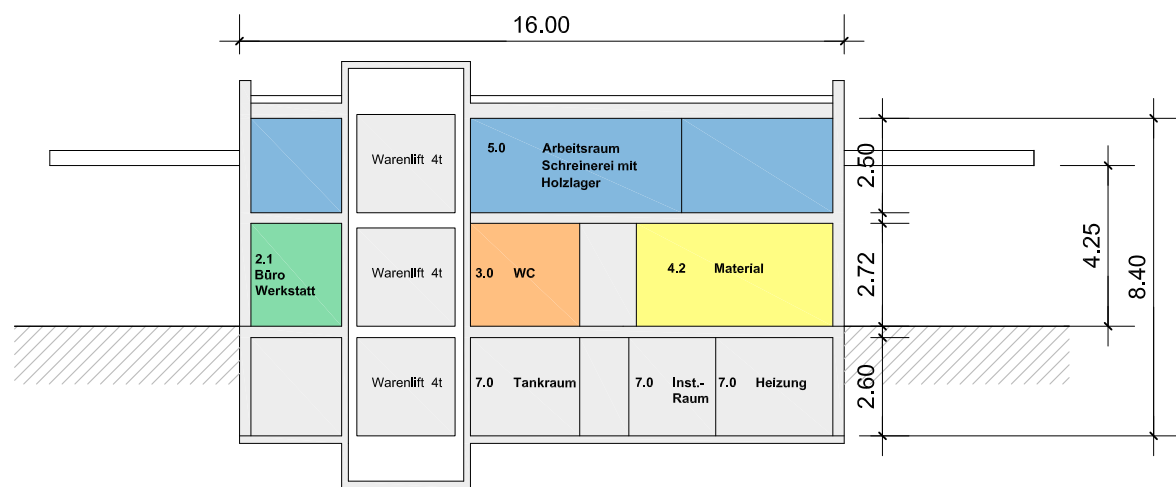 16.00
5.0 Arbeitsraum
Schreinerei mit
Holzlager
Warenlift 4t
2.50
2.1
Büro
Werkstatt
Warenlift 4t
3.0 WC
4.2 Material
2.72
4.25
8.40
Warenlift 4t
7.0 Tankraum
7.0 Inst.-
Raum
7.0 Heizung
2.60